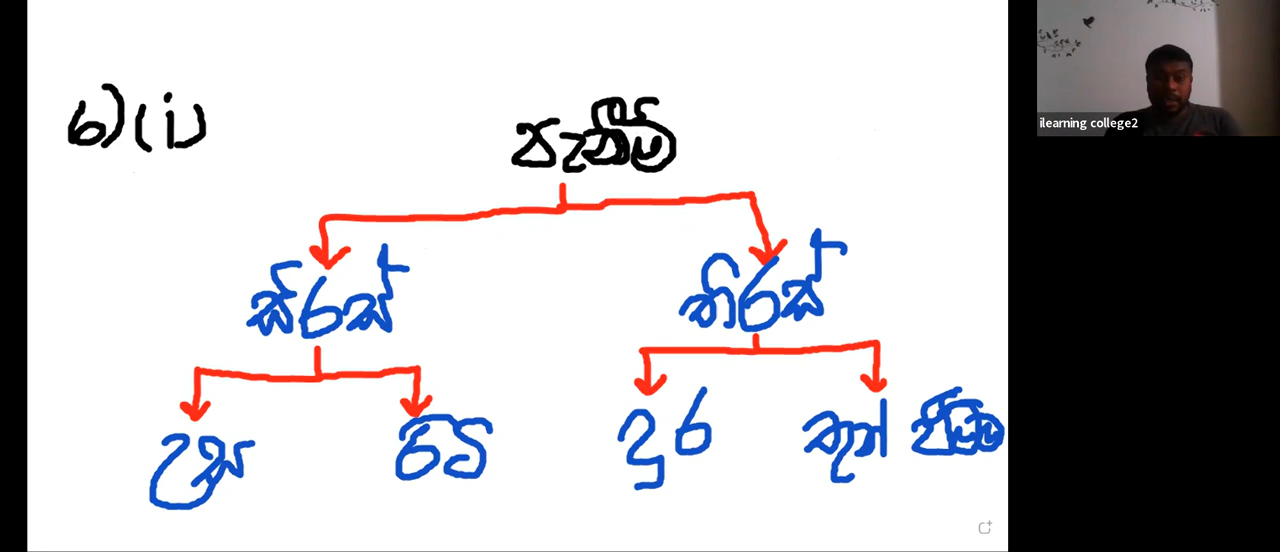 6)(i)
පැනීම්
ilearning college2
සිරස් තිරස්
උස රිටි දුර තුන් පිම්ම